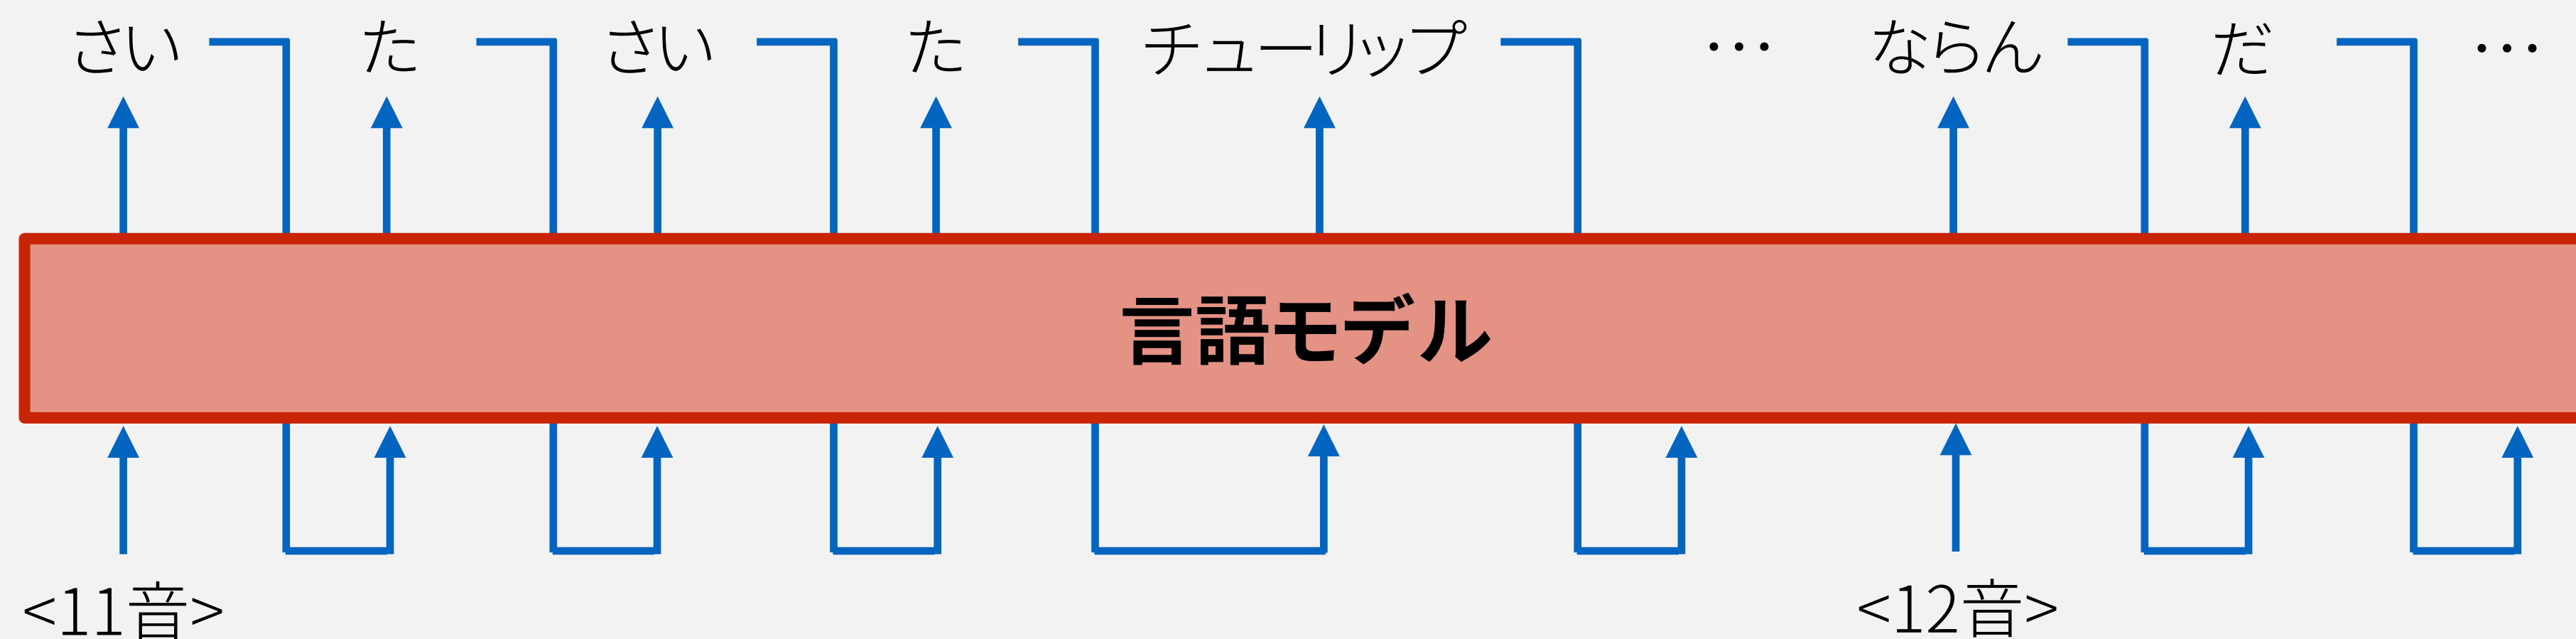 さい た さい た チューリップ … ならん だ …
言語モデル
<11音> <12音>